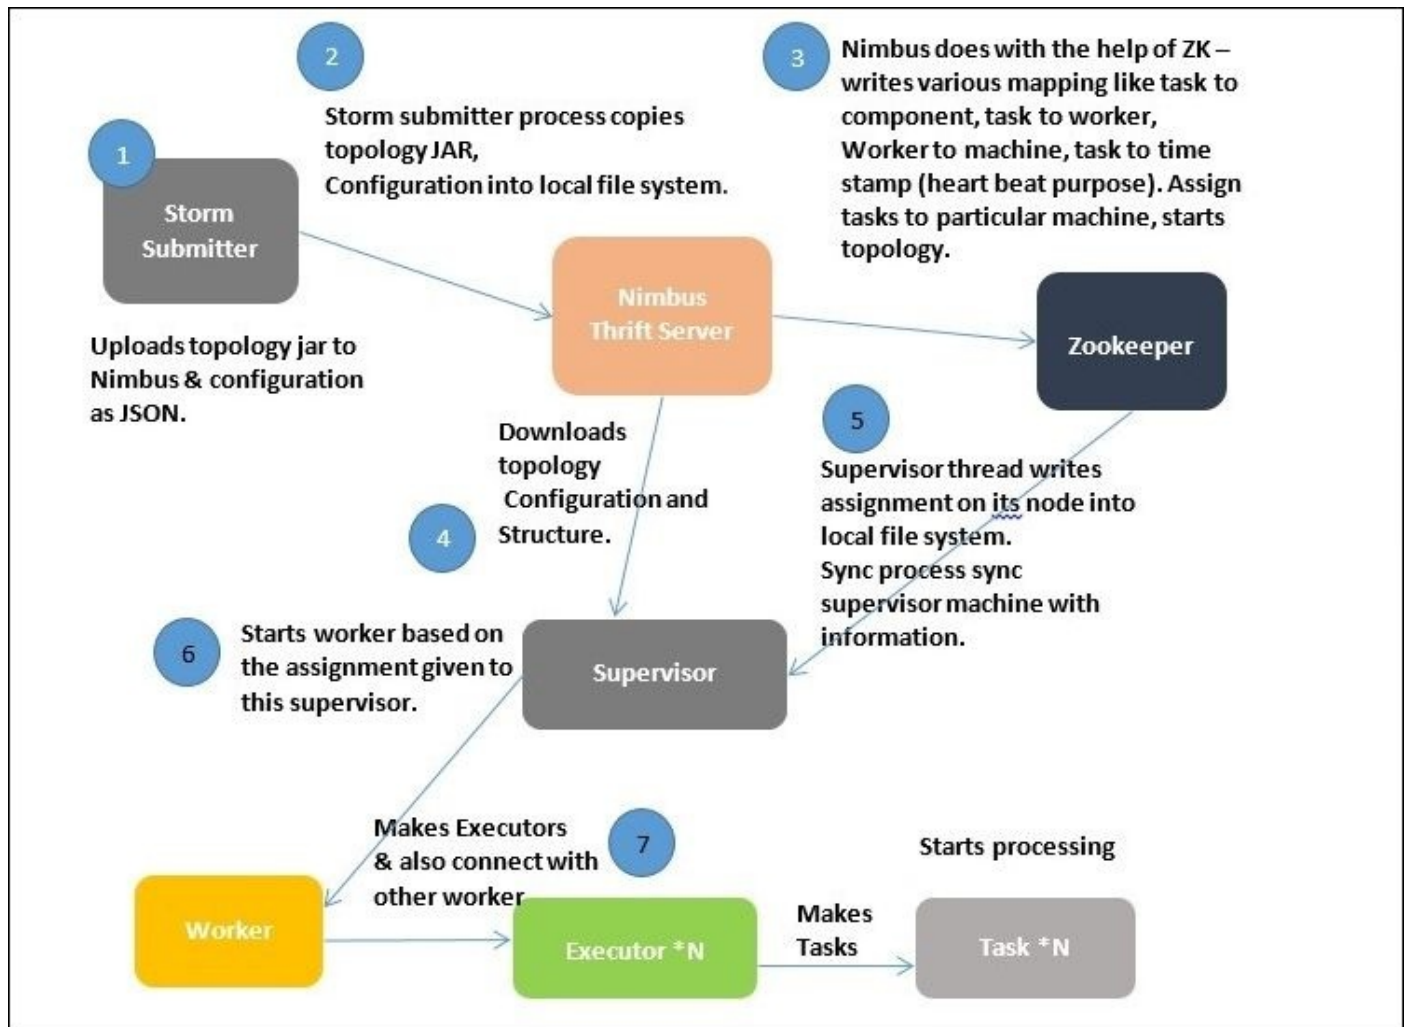 1
Storm
Submitter
Uploads topology jar to
Nimbus & configuration
as JSON.
2
Storm submitter process copies
topology JAR,
Configuration into local file system.
Nimbus
Thrift Server
3
Nimbus does with the help of ZK –
writes various mapping like task to
component, task to worker,
Worker to machine, task to time
stamp (heart beat purpose). Assign
tasks to particular machine, starts
topology.
Zookeeper
4
Downloads
topology
Configuration and
Structure.
5
Supervisor thread writes
assignment on its node into
local file system.
Sync process sync
supervisor machine with
information.
Supervisor
6
Starts worker based on
the assignment given to
this supervisor.
Worker
Makes Executors
& also connect with
other worker
7
Executor *N
Makes
Tasks
Starts processing
Task *N